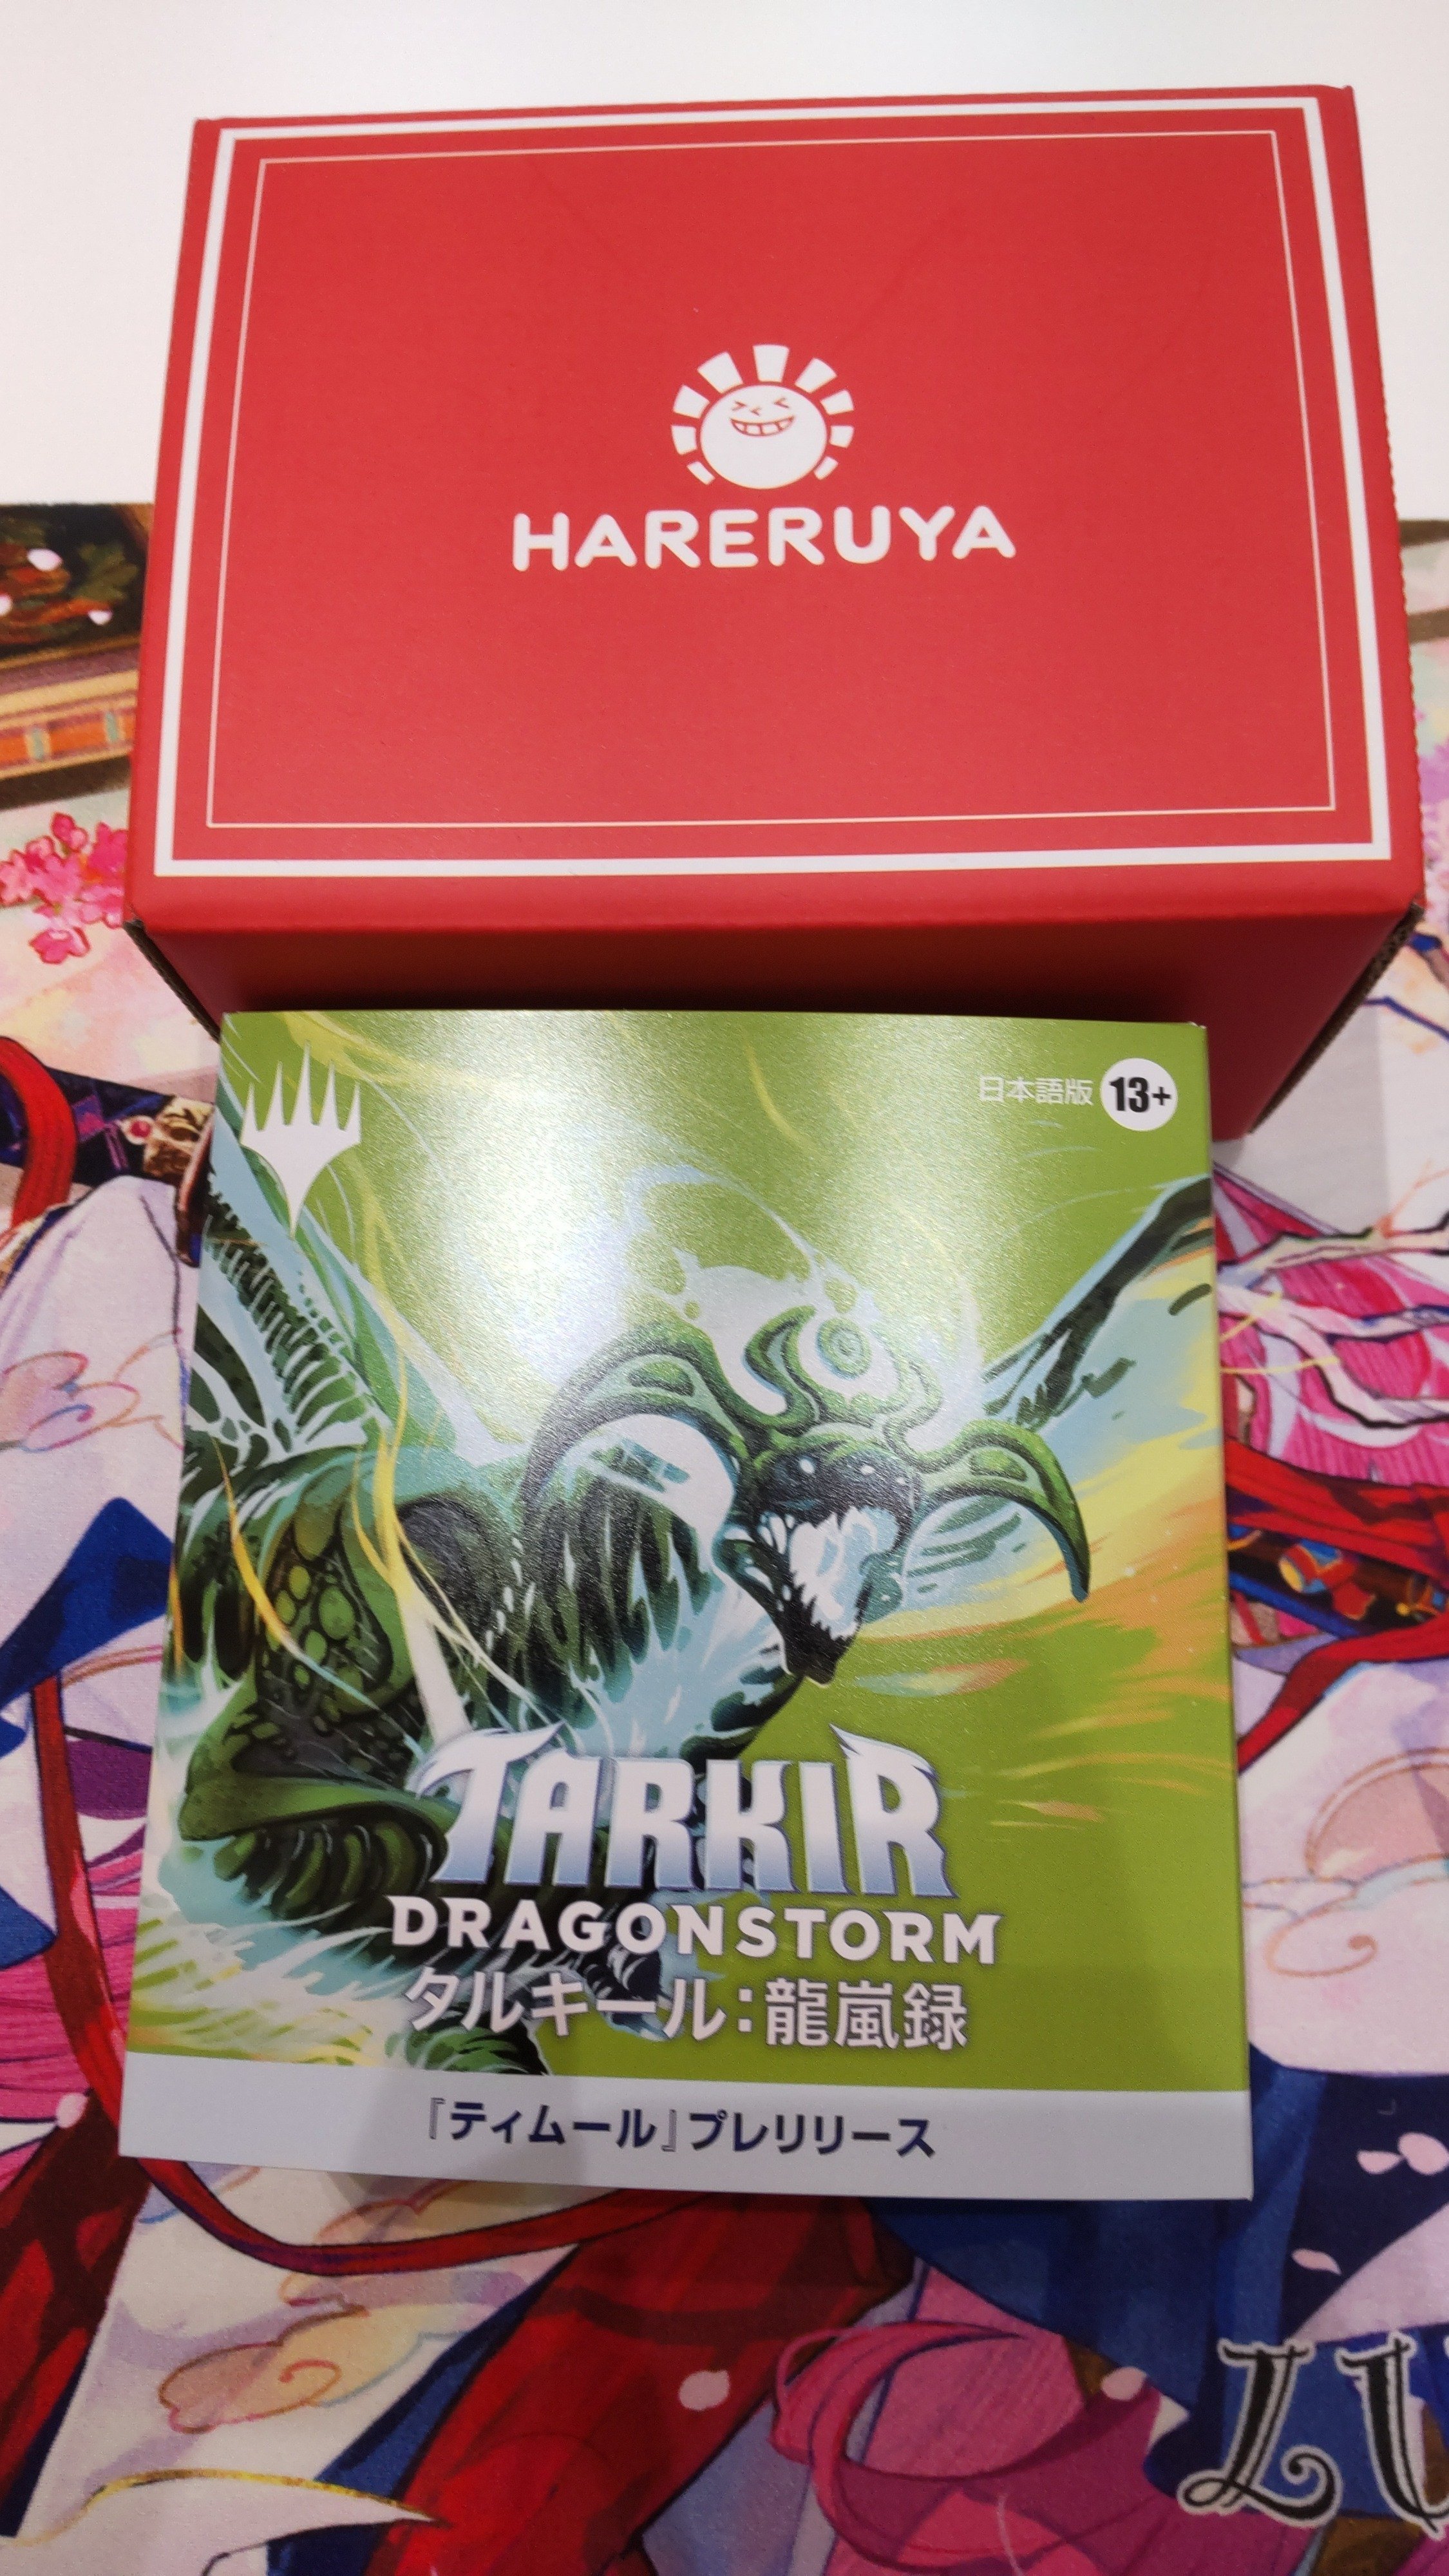 HARERUYA
日本語版 13+
TARKIR
DRAGONSTORM
タルキール:龍嵐録
『ティムール』プレリリース